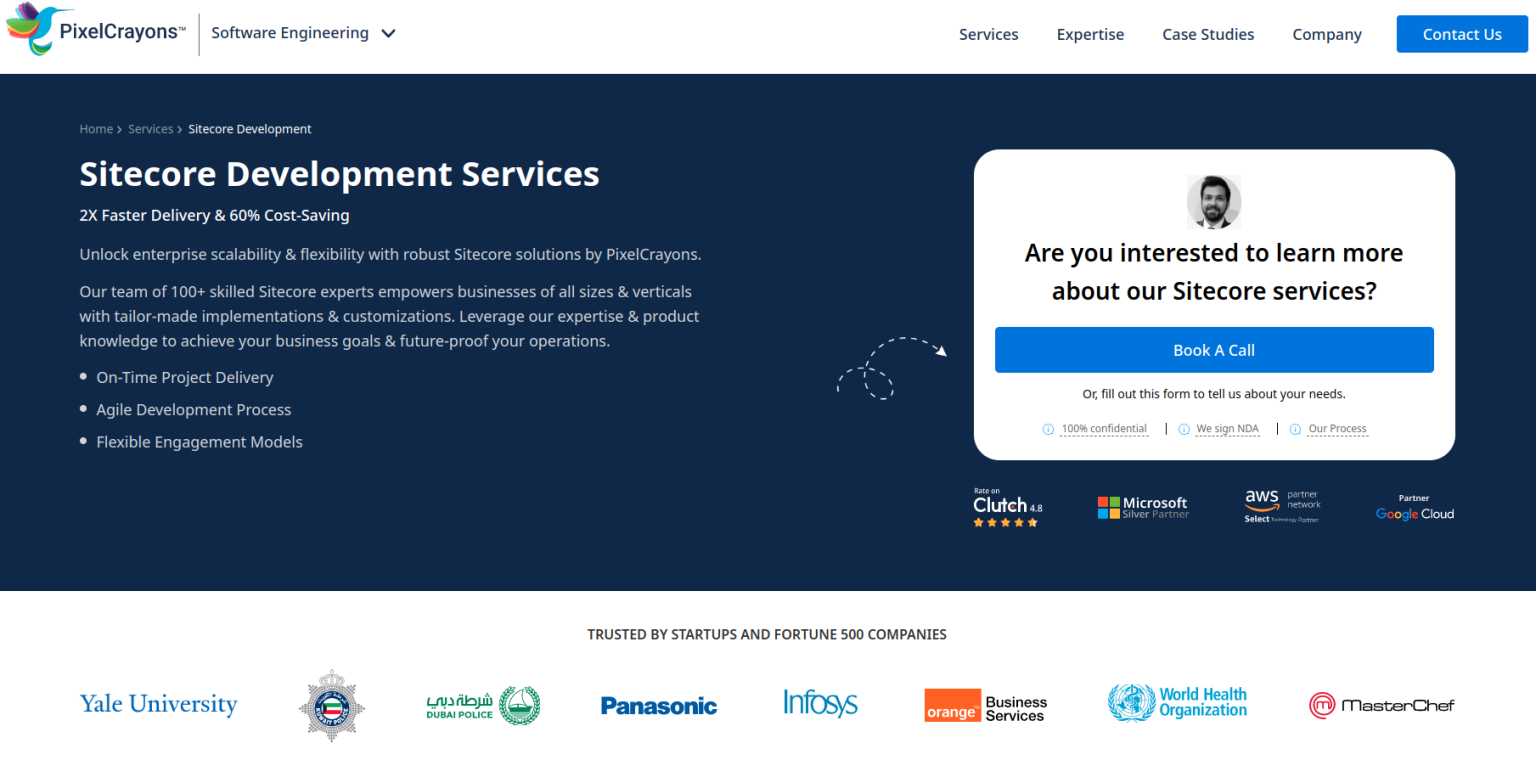 PixelCrayons™
Software Engineering
Services
Expertise
Case Studies
Company
Contact Us
Home > Services > Sitecore Development
Sitecore Development Services
2X Faster Delivery & 60% Cost-Saving
Unlock enterprise scalability & flexibility with robust Sitecore solutions by PixelCrayons.
Our team of 100+ skilled Sitecore experts empowers businesses of all sizes & verticals
with tailor-made implementations & customizations. Leverage our expertise & product
knowledge to achieve your business goals & future-proof your operations.
• On-Time Project Delivery
• Agile Development Process
• Flexible Engagement Models
Are you interested to learn more
about our Sitecore services?
Book A Call
Or, fill out this form to tell us about your needs.
100% confidential | We sign NDA | Our Process
Rate on
Clutch 4.8
Microsoft
Silver Partner
aws partner
network
Select Technology Partner
Partner
Google Cloud
TRUSTED BY STARTUPS AND FORTUNE 500 COMPANIES
Yale University
KUWAIT POLICE
شرطة دبي
DUBAI POLICE
Panasonic
Infosys
orange™
Business
Services
World Health
Organization
MasterChef